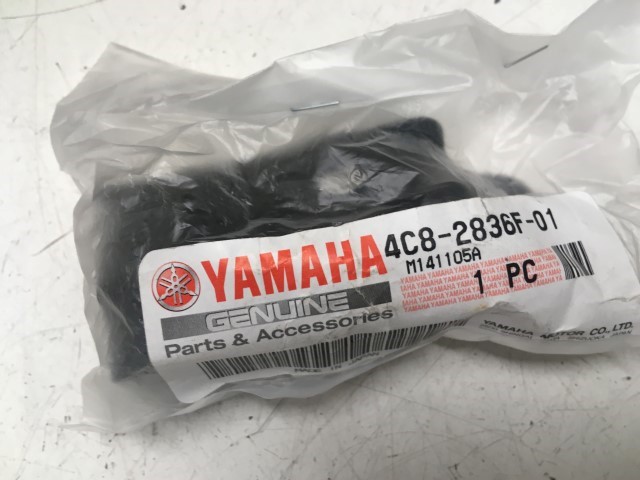 YAMAHA
GENUINE
Parts & Accessories
4C8-2836F-01
M141105A
1 PC
YAMAHA MOTOR CO., LTD.